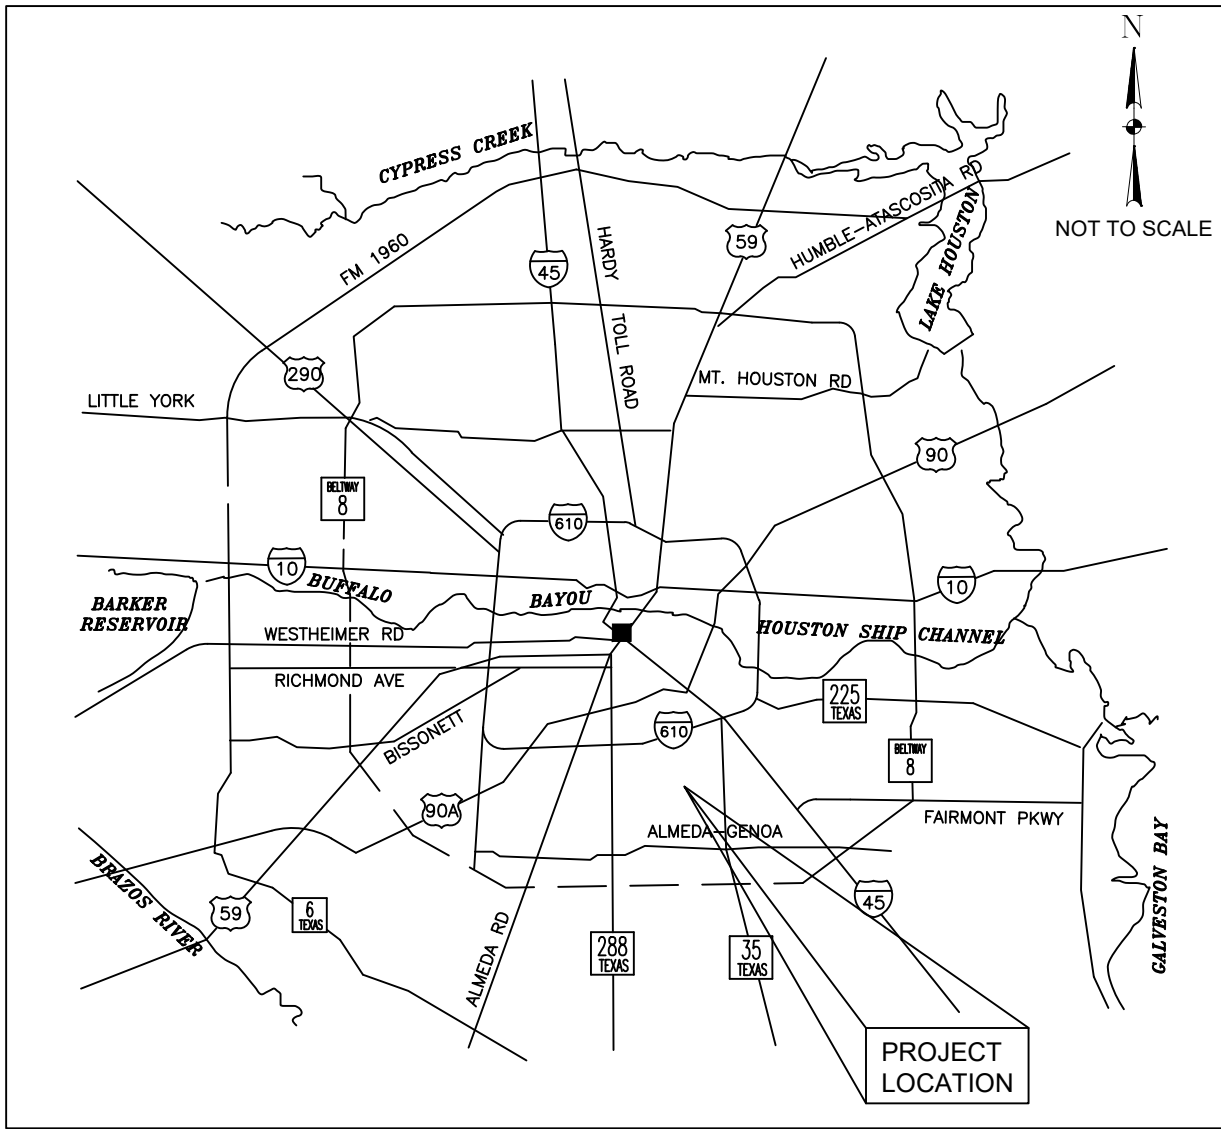 N
NOT TO SCALE
CYPRESS CREEK
HUMBLE-ATASCOSITA RD
FM 1960
45
HARDY
TOLL ROAD
59
LAKE HOUSTON
290
MT. HOUSTON RD
LITTLE YORK
90
BELTWAY
8
610
10
BUFFALO
BAYOU
10
BARKER
RESERVOIR
WESTHEIMER RD
HOUSTON SHIP CHANNEL
RICHMOND AVE
225
TEXAS
BISSONETT
610
BELTWAY
8
90A
ALMEDA-GENOA
FAIRMONT PKWY
BRAZOS RIVER
59
6
TEXAS
ALMEDA RD
288
TEXAS
35
TEXAS
45
GALVESTON BAY
PROJECT
LOCATION